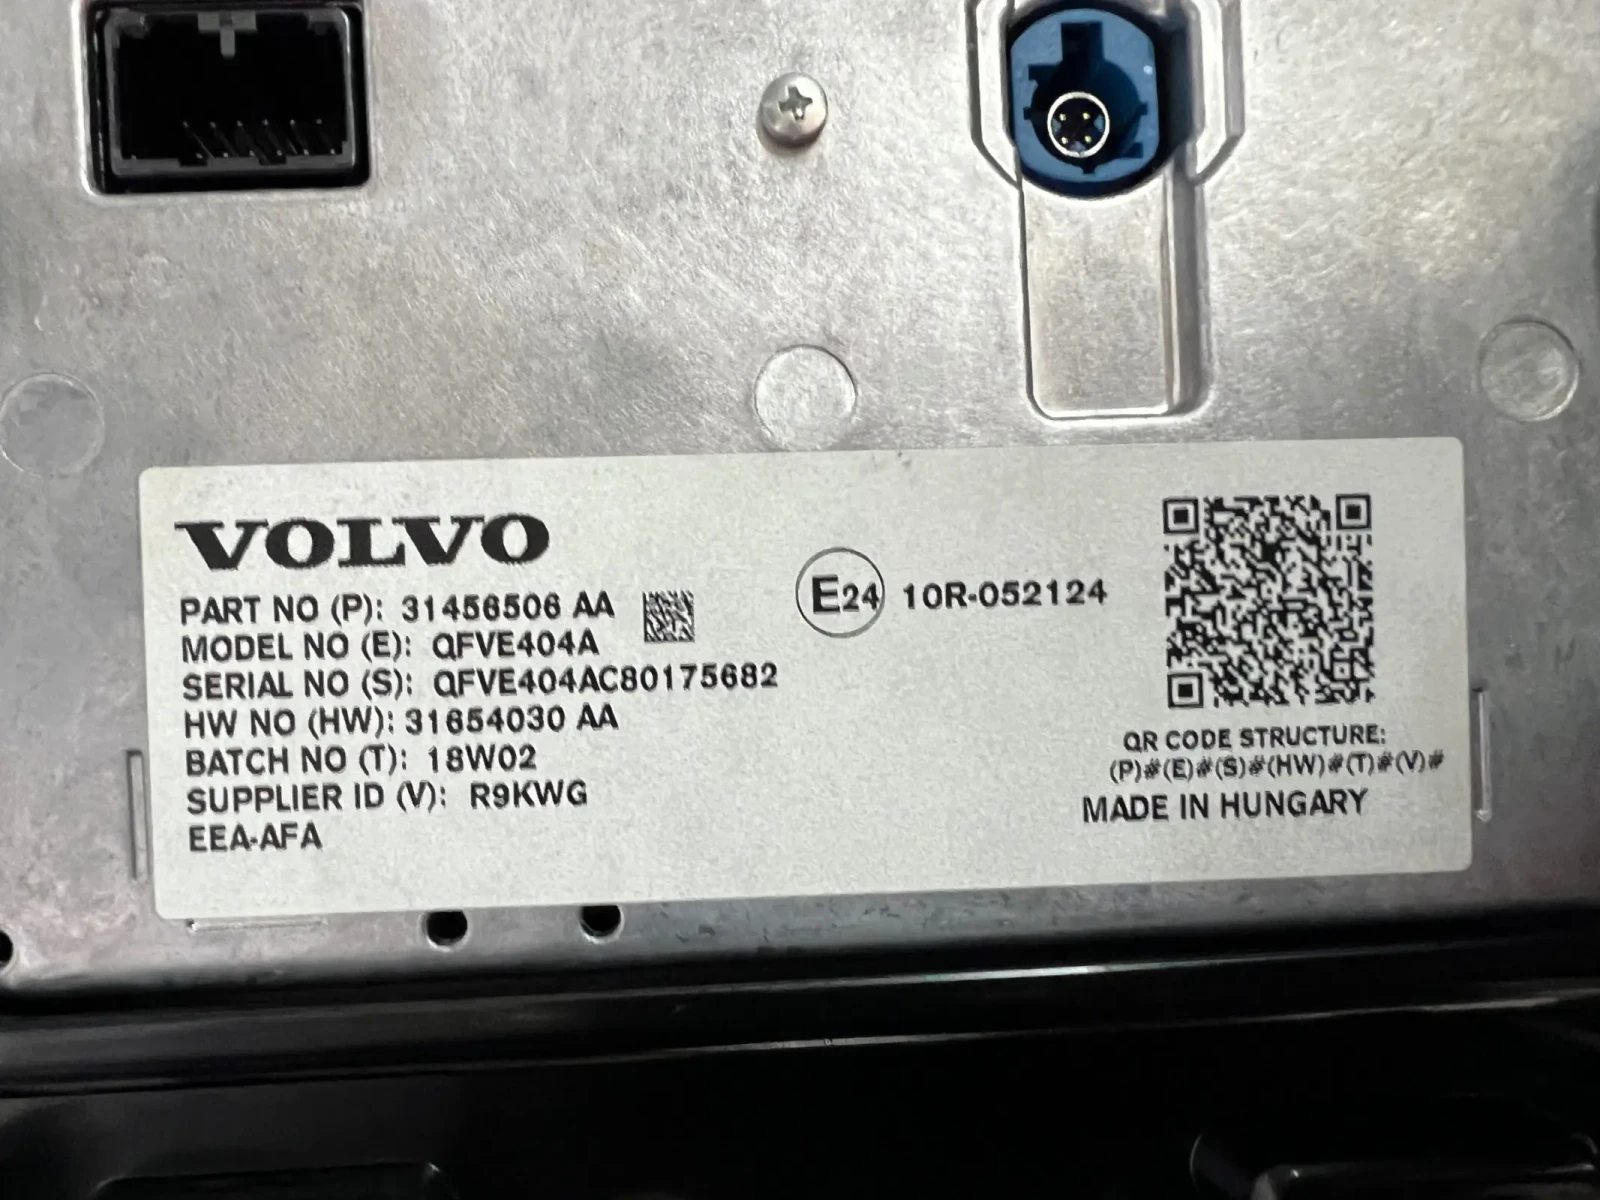 VOLVO
PART NO (P): 31456506 AA
MODEL NO (E): QFVE404A
SERIAL NO (S): QFVE404AC80175682
HW NO (HW): 31654030 AA
BATCH NO (T): 18W02
SUPPLIER ID (V): R9KWG
EEA-AFA
E24 10R-052124
QR CODE STRUCTURE:
(P)#(E)#(S)#(HW)#(T)#(V)#
MADE IN HUNGARY